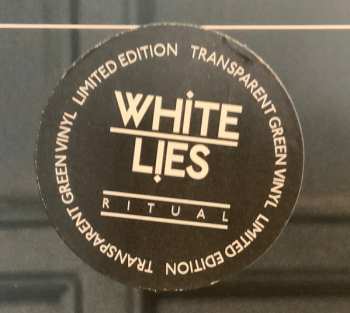 LIMITED EDITION TRANSPARENT GREEN VINYL LIMITED EDITION TRANSPARENT GREEN VINYL
WHITE
LIES
RITUAL